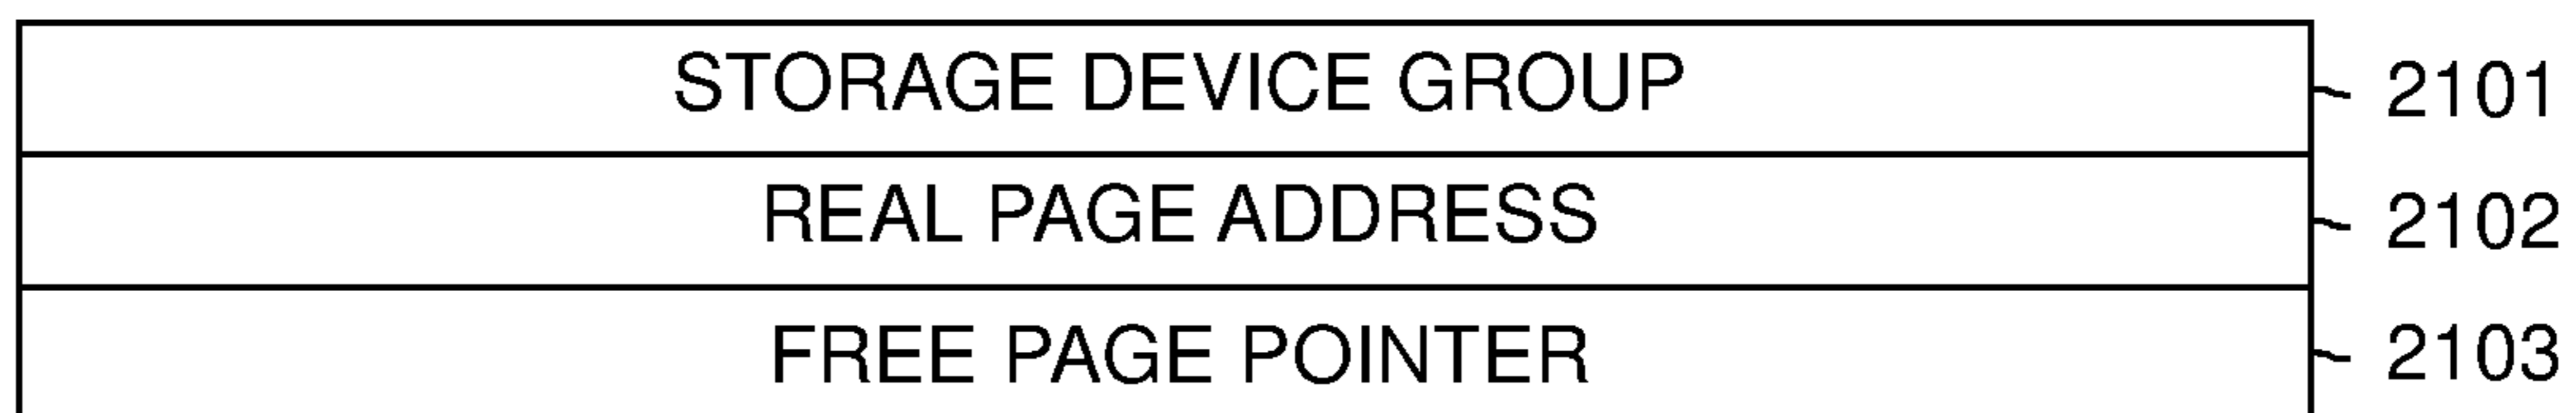 STORAGE DEVICE GROUP 2101
REAL PAGE ADDRESS 2102
FREE PAGE POINTER 2103